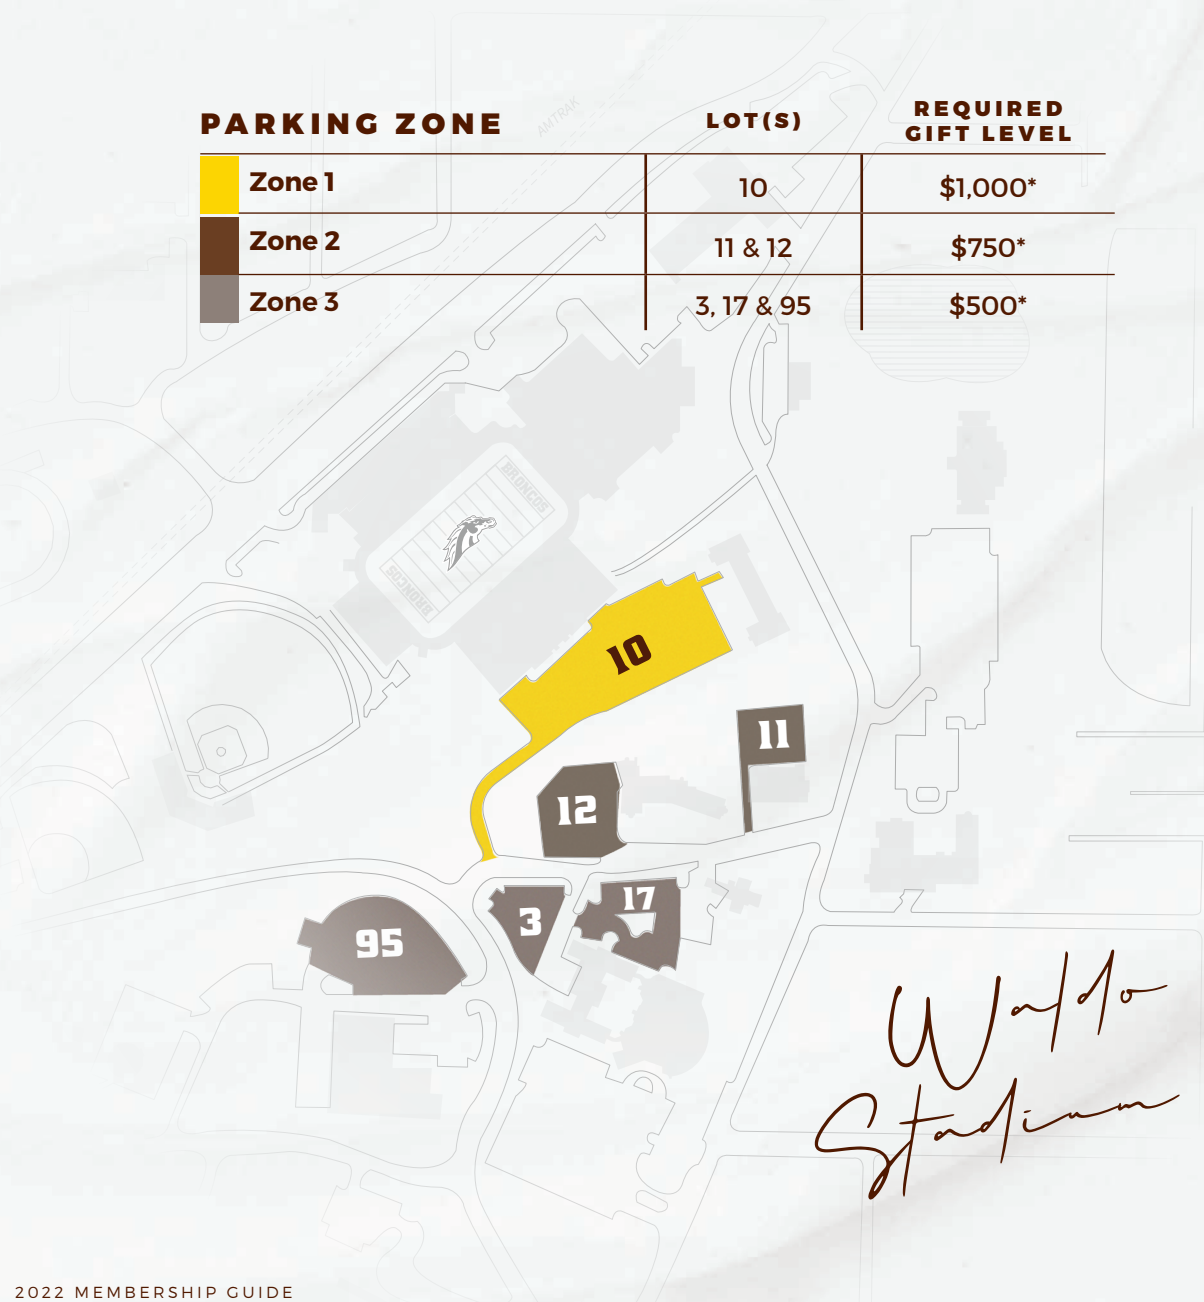 AMTRAK
PARKING ZONE LOT(S) REQUIRED
GIFT LEVEL
Zone 1 10 $1,000*
Zone 2 11 & 12 $750*
Zone 3 3, 17 & 95 $500*
BRONCOS
BRONCOS
10
11
12
17
3
95
Waldo
Stadium
2022 MEMBERSHIP GUIDE